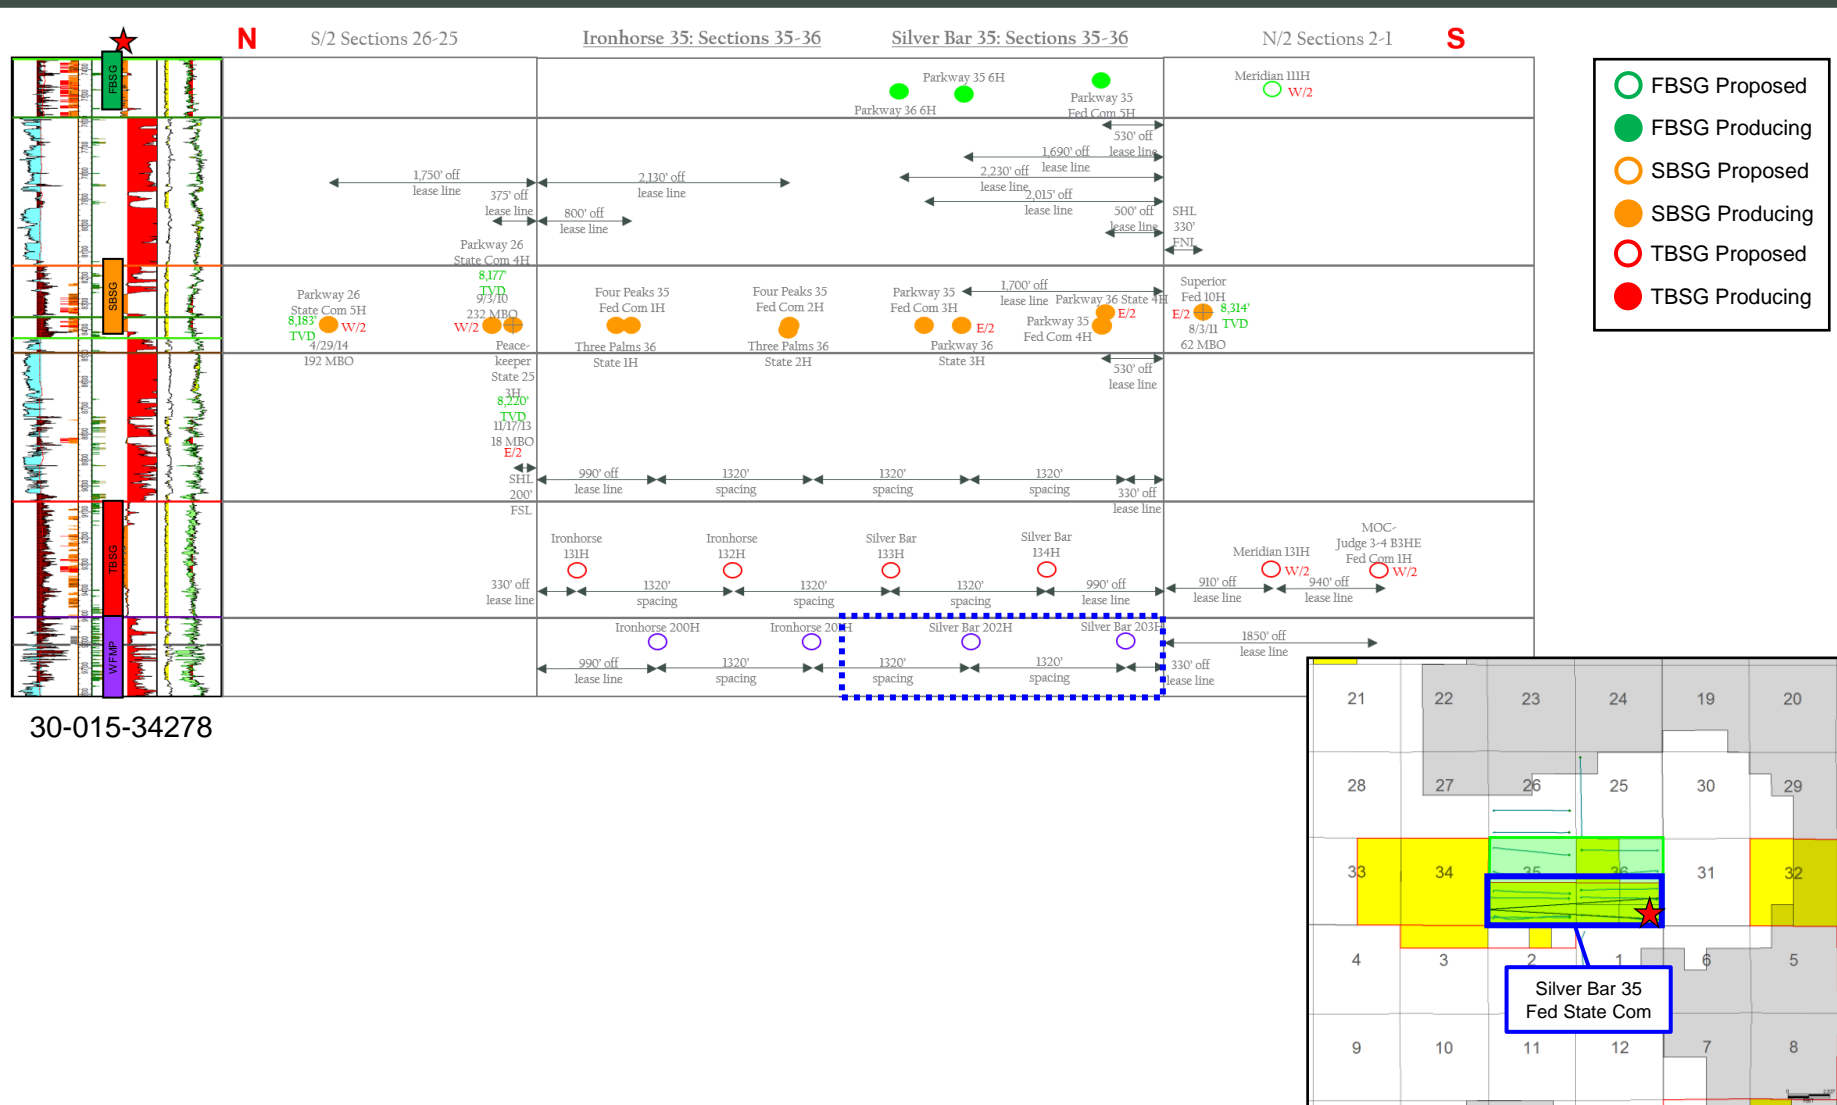 N
S/2 Sections 26-25
Ironhorse 35: Sections 35-36
Silver Bar 35: Sections 35-36
N/2 Sections 2-1
S
FBSG
Parkway 36 6H
Parkway 35 6H
Parkway 35
Fed Com 5H
Meridian 111H
W/2
530' off
lease line
1,690' off
lease line
2,230' off
lease line
2,015' off
lease line
500' off
lease line
1,750' off
lease line
375' off
lease line
2,130' off
lease line
800' off
lease line
SHL
330'
FNL
SBSG
Parkway 26
State Com 5H
8,183'
TVD
W/2
4/29/14
192 MBO
Parkway 26
State Com 4H
8,177'
TVD
9/3/10
232 MBO
W/2
Peace-
keeper
State 25
3H
8,220'
TVD
11/17/13
18 MBO
E/2
SHL
200'
FSL
Four Peaks 35
Fed Com 1H
Three Palms 36
State 1H
Four Peaks 35
Fed Com 2H
Three Palms 36
State 2H
Parkway 35
Fed Com 3H
E/2
Parkway 36
State 3H
1,700' off
lease line
Parkway 36 State 4H
E/2
Parkway 35
Fed Com 4H
530' off
lease line
Superior
Fed 10H
E/2
8,314'
TVD
8/3/11
62 MBO
990' off
lease line
1320'
spacing
1320'
spacing
1320'
spacing
330' off
lease line
TBSG
Ironhorse
131H
Ironhorse
132H
Silver Bar
133H
Silver Bar
134H
Meridian 131H
W/2
MOC-
Judge 3-4 B3HE
Fed Com 1H
W/2
330' off
lease line
1320'
spacing
1320'
spacing
1320'
spacing
990' off
lease line
910' off
lease line
940' off
lease line
WFMP
Ironhorse 200H
Ironhorse
Silver Bar 202H
Silver Bar 203H
990' off
lease line
1320'
spacing
1320'
spacing
1320'
spacing
330' off
lease line
1850' off
lease line
30-015-34278
FBSG Proposed
FBSG Producing
SBSG Proposed
SBSG Producing
TBSG Proposed
TBSG Producing
21 22 23 24 19 20
28 27 26 25 30 29
33 34 35 36 31 32
4 3 2 1 6 5
Silver Bar 35
Fed State Com
9 10 11 12 7 8